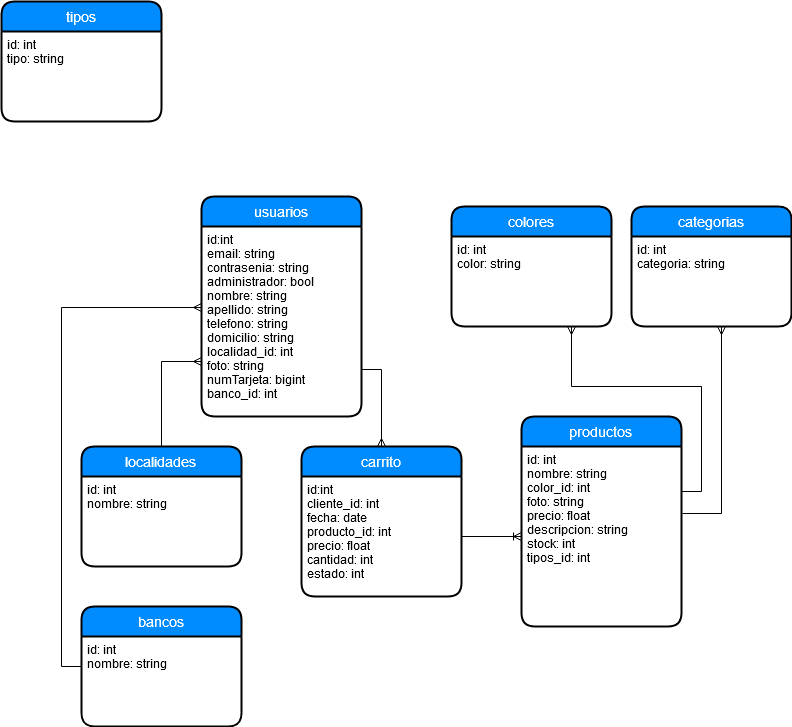 tipos
id: int
tipo: string
usuarios
id:int
email: string
contrasenia: string
administrador: bool
nombre: string
apellido: string
telefono: string
domicilio: string
localidad_id: int
foto: string
numTarjeta: bigint
banco_id: int
colores
id: int
color: string
categorias
id: int
categoria: string
localidades
id: int
nombre: string
carrito
id:int
cliente_id: int
fecha: date
producto_id: int
precio: float
cantidad: int
estado: int
productos
id: int
nombre: string
color_id: int
foto: string
precio: float
descripcion: string
stock: int
tipos_id: int
bancos
id: int
nombre: string